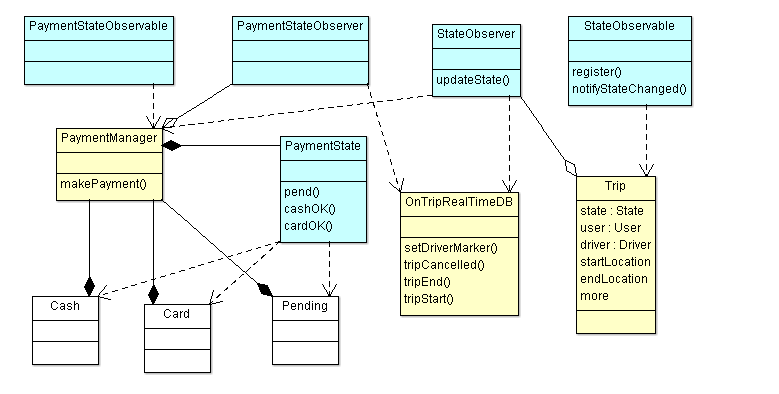 PaymentStateObservable
PaymentStateObserver
StateObserver
updateState()
StateObservable
register()
notifyStateChanged()
PaymentManager
makePayment()
PaymentState
pend()
cashOK()
cardOK()
OnTripRealTimeDB
setDriverMarker()
tripCancelled()
tripEnd()
tripStart()
Trip
state : State
user : User
driver : Driver
startLocation
endLocation
more
Cash
Card
Pending